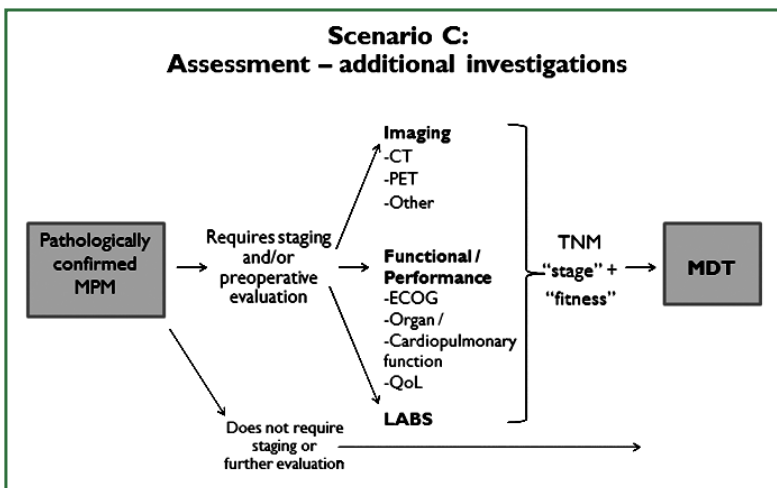 Scenario C:
Assessment – additional investigations
Pathologically
confirmed
MPM
Requires staging
and/or
preoperative
evaluation
Imaging
-CT
-PET
-Other
Functional /
Performance
-ECOG
-Organ /
-Cardiopulmonary
function
-QoL
LABS
TNM
“stage” +
“fitness”
MDT
Does not require
staging or
further evaluation